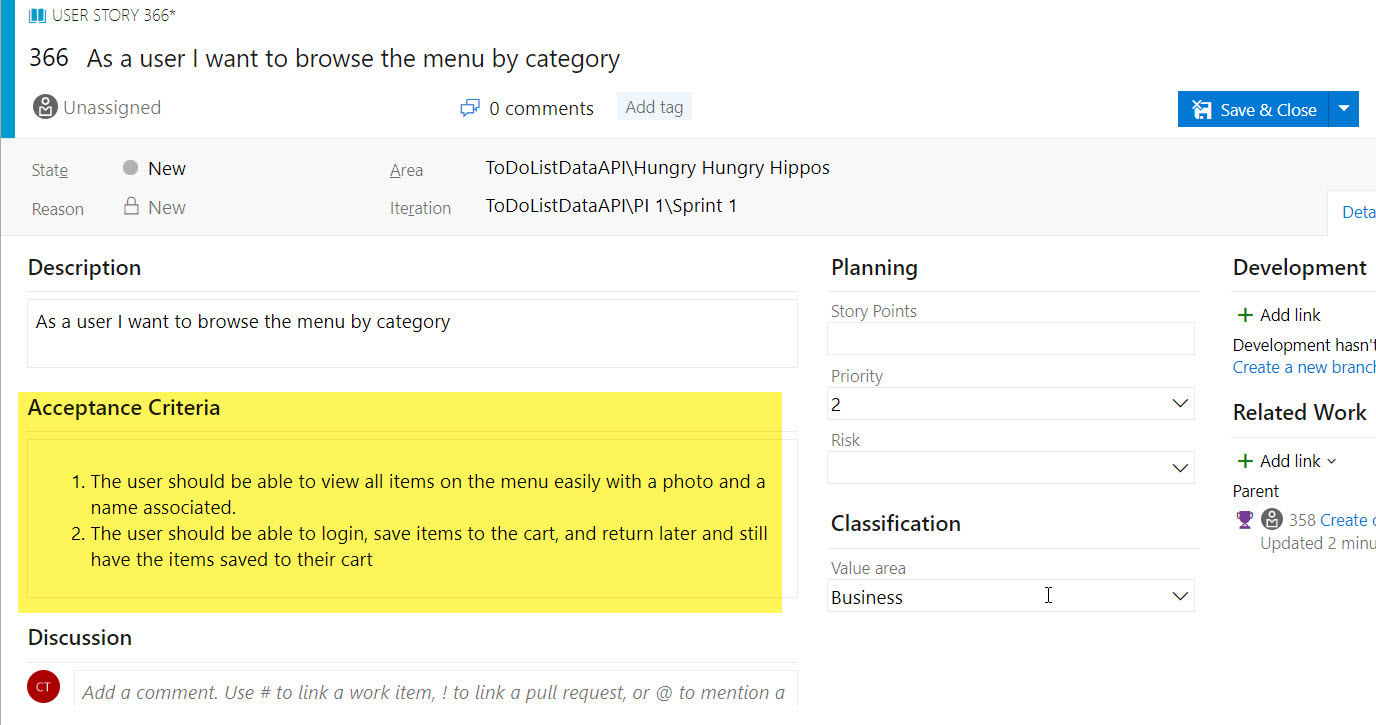 USER STORY 366*
366 As a user I want to browse the menu by category
Unassigned
0 comments
Add tag
Save & Close
State
New
Area
ToDoListDataAPI\Hungry Hungry Hippos
Reason
New
Iteration
ToDoListDataAPI\PI 1\Sprint 1
Deta
Description
As a user I want to browse the menu by category
Acceptance Criteria
1. The user should be able to view all items on the menu easily with a photo and a
name associated.
2. The user should be able to login, save items to the cart, and return later and still
have the items saved to their cart
Discussion
CT
Add a comment. Use # to link a work item, ! to link a pull request, or @ to mention a
Planning
Story Points
Priority
2
Risk
Classification
Value area
Business
Development
+ Add link
Development hasn't
Create a new branch
Related Work
+ Add link
Parent
358 Create
Updated 2 minu